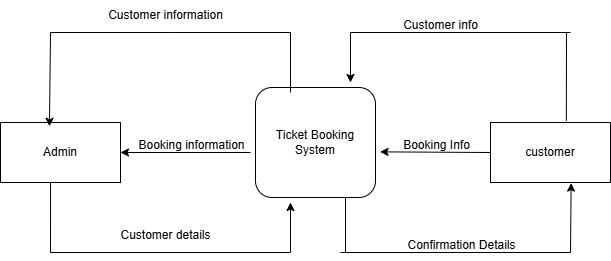 Customer information
Customer info
Ticket Booking
System
Admin
Booking information
Booking Info
customer
Customer details
Confirmation Details